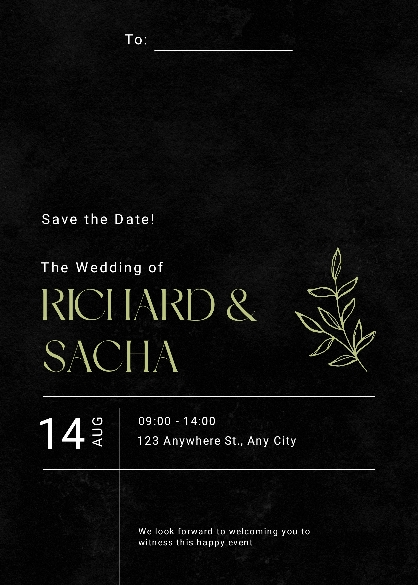 To:
Save the Date!
The Wedding of
RICHARD &
SACHA
14
AUG
09:00 - 14:00
123 Anywhere St., Any City
We look forward to welcoming you to
witness this happy event